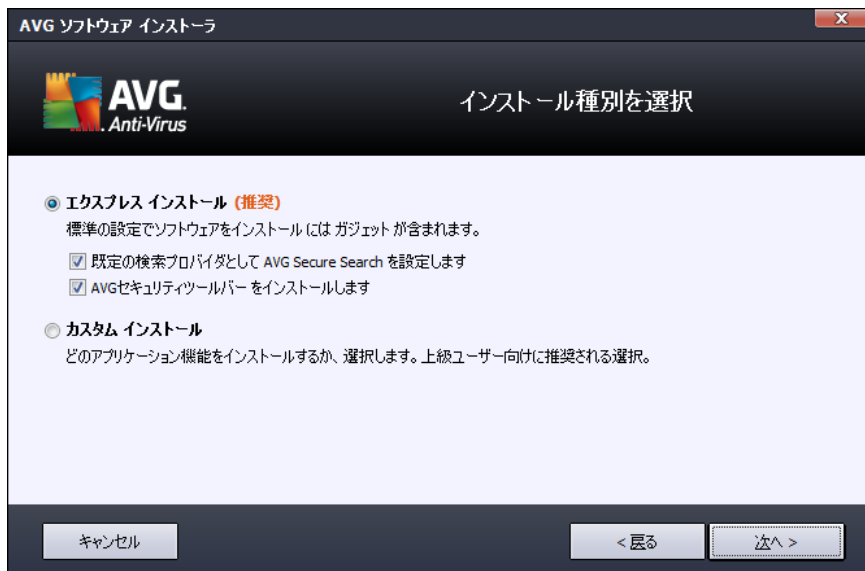 AVG ソフトウェア インストーラ
AVG.
Anti-Virus
インストール種別を選択
エクスプレス インストール (推奨)
標準の設定でソフトウェアをインストール には ガジェット が含まれます。
既定の検索プロバイダとして AVG Secure Search を設定します
AVGセキュリティツールバー をインストールします
カスタム インストール
どのアプリケーション機能をインストールするか、選択します。上級ユーザー向けに推奨される選択。
キャンセル
< 戻る
次へ >